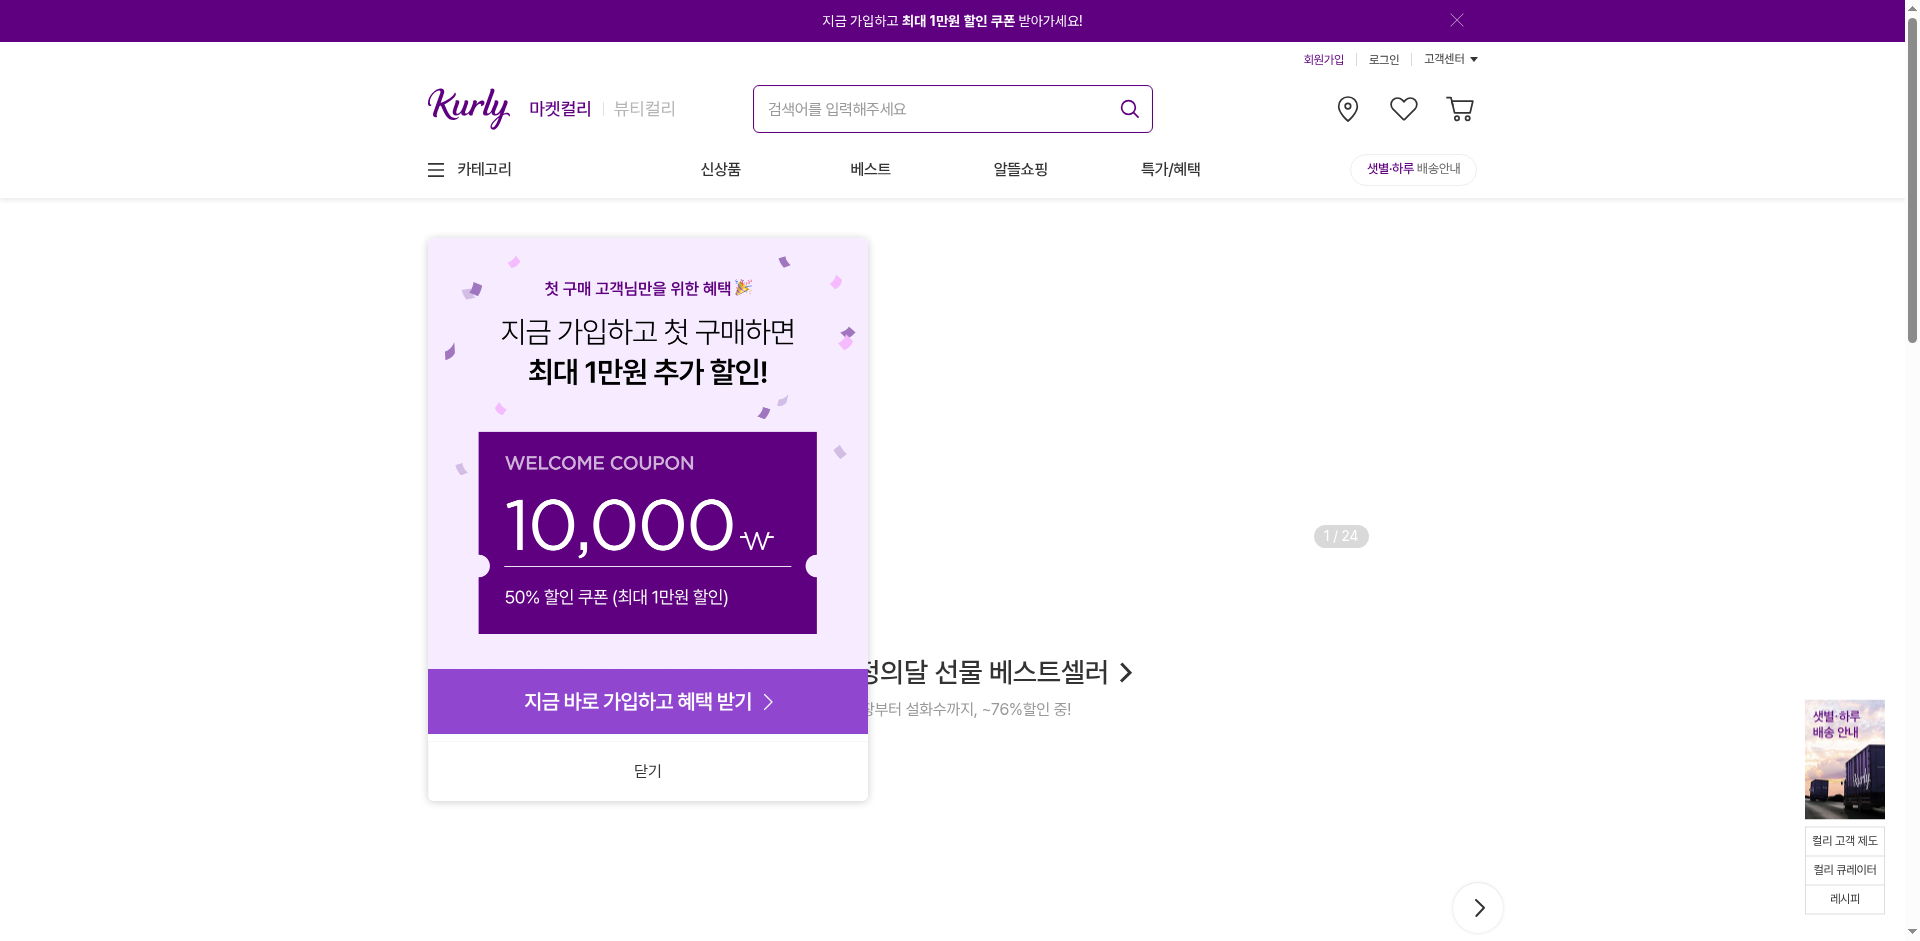 지금 가입하고 최대 1만원 할인 쿠폰 받아가세요!
회원가입
로그인
고객센터
Kurly
마켓컬리
뷰티컬리
검색어를 입력해주세요
카테고리
신상품
베스트
알뜰쇼핑
특가/혜택
샛별·하루 배송안내
첫 구매 고객님만을 위한 혜택
지금 가입하고 첫 구매하면
최대 1만원 추가 할인!
WELCOME COUPON
10,000₩
50% 할인 쿠폰 (최대 1만원 할인)
지금 바로 가입하고 혜택 받기
닫기
1 / 24
선물 베스트셀러
설화수까지, ~76%할인 중!
샛별·하루
배송 안내
Kurly
컬리 고객 제도
컬리 큐레이터
레시피